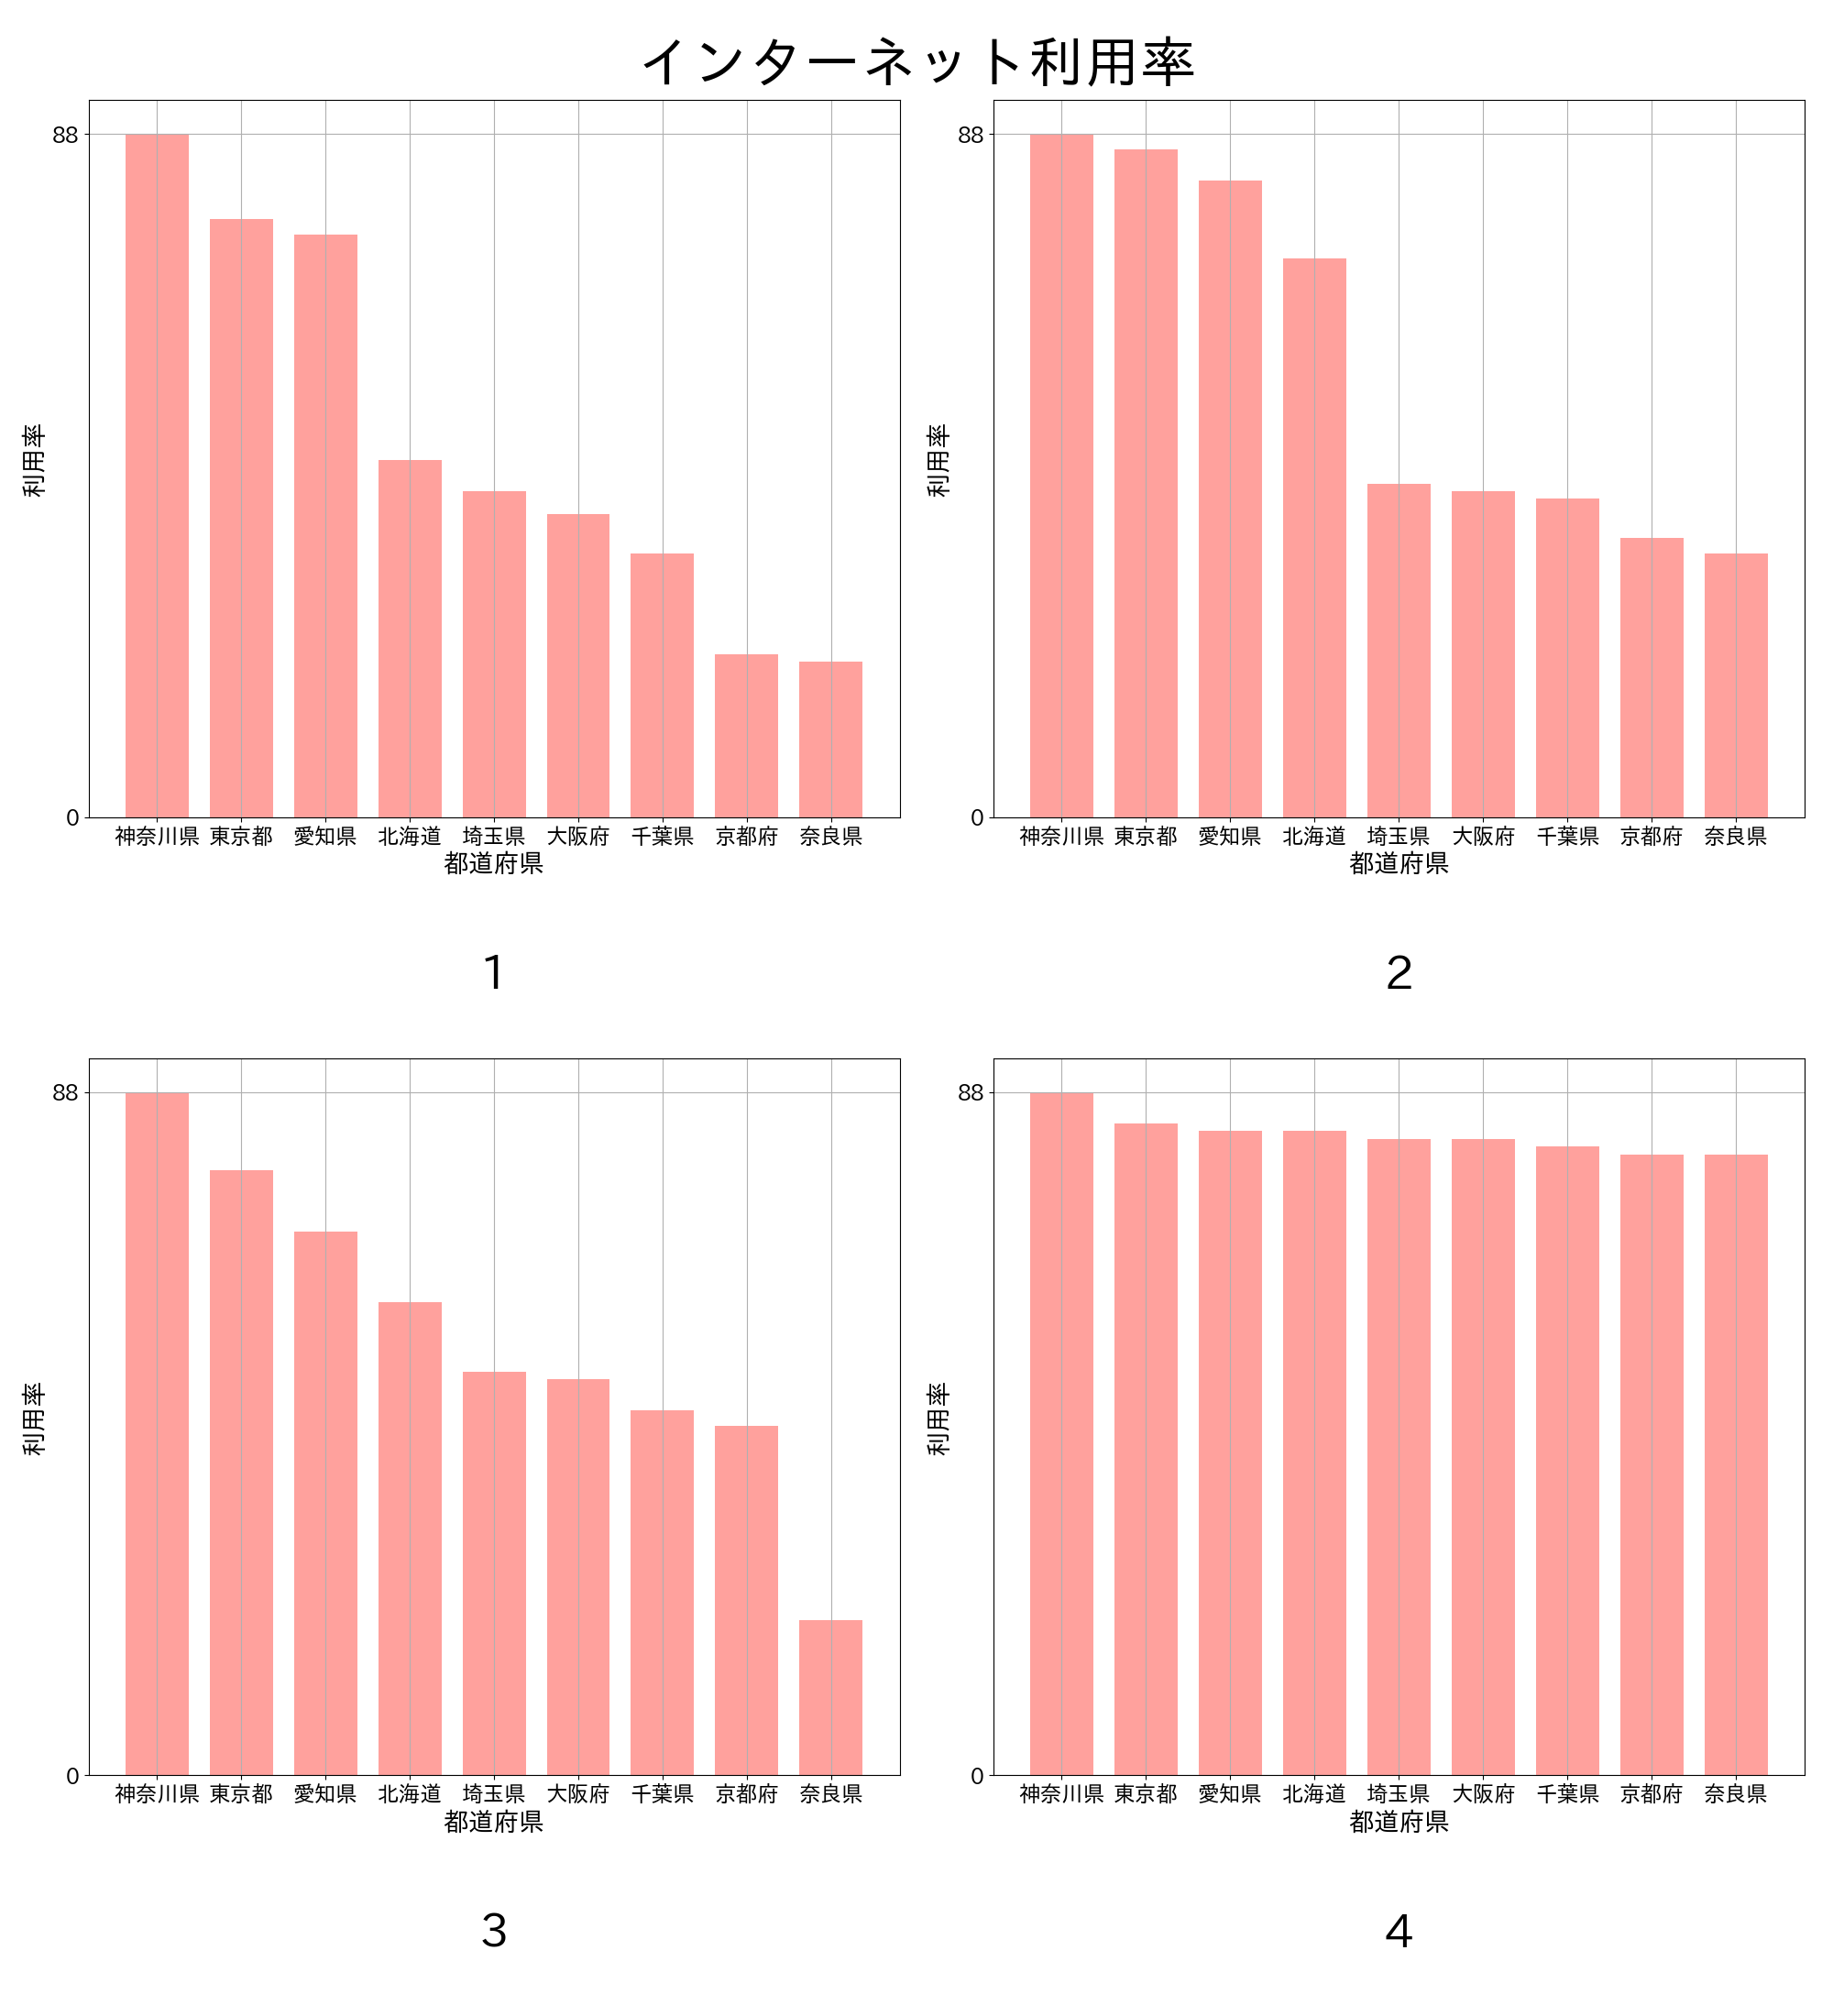 インターネット利用率
88
0
利用率
神奈川県 東京都 愛知県 北海道 埼玉県 大阪府 千葉県 京都府 奈良県
都道府県
1
88
0
利用率
神奈川県 東京都 愛知県 北海道 埼玉県 大阪府 千葉県 京都府 奈良県
都道府県
2
88
0
利用率
神奈川県 東京都 愛知県 北海道 埼玉県 大阪府 千葉県 京都府 奈良県
都道府県
3
88
0
利用率
神奈川県 東京都 愛知県 北海道 埼玉県 大阪府 千葉県 京都府 奈良県
都道府県
4